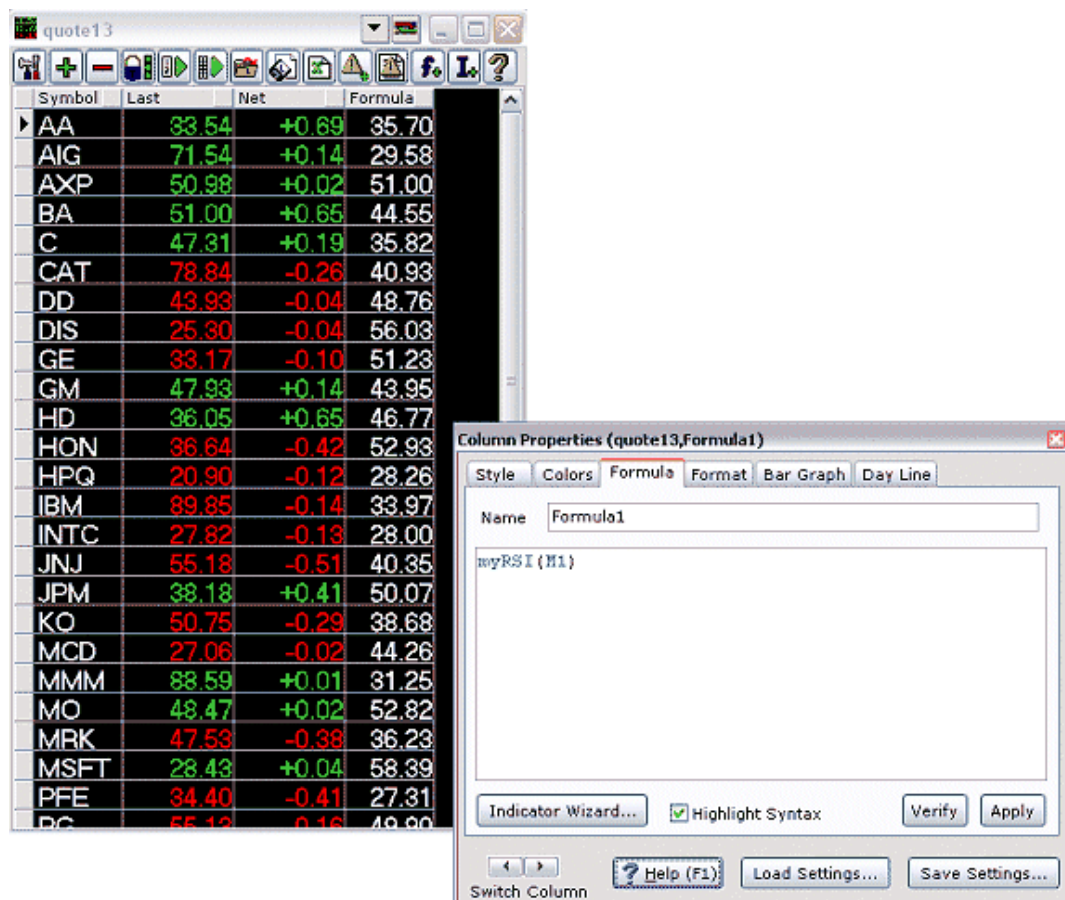 quote13
Symbol Last Net Formula
AA 33.54 +0.69 35.70
AIG 71.54 +0.14 29.58
AXP 50.98 +0.02 51.00
BA 51.00 +0.65 44.55
C 47.31 +0.19 35.82
CAT 78.84 -0.26 40.93
DD 43.93 -0.04 48.76
DIS 25.30 -0.04 56.03
GE 33.17 -0.10 51.23
GM 47.93 +0.14 43.95
HD 36.05 +0.65 46.77
HON 36.64 -0.42 52.93
HPQ 20.90 -0.12 28.26
IBM 89.85 -0.14 33.97
INTC 27.82 -0.13 28.00
JNJ 55.18 -0.51 40.35
JPM 38.18 +0.41 50.07
KO 50.75 -0.29 38.68
MCD 27.06 -0.02 44.26
MMM 88.59 +0.01 31.25
MO 48.47 +0.02 52.82
MRK 47.53 -0.38 36.23
MSFT 28.43 +0.04 58.39
PFE 34.40 -0.41 27.31
PG 55.12 -0.16 49.90
Column Properties (quote13,Formula1)
Style Colors Formula Format Bar Graph Day Line
Name Formula1
myRSI(M1)
Indicator Wizard... Highlight Syntax Verify Apply
Help (F1) Load Settings... Save Settings...
Switch Column